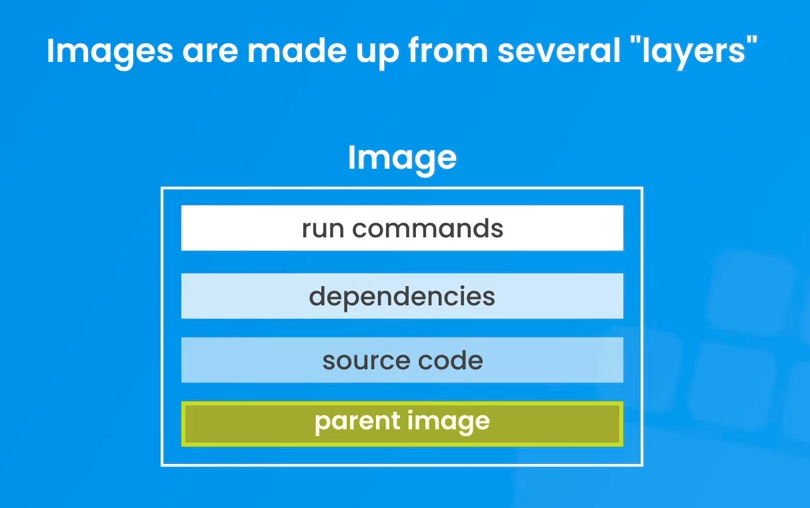 Images are made up from several "layers"
Image
run commands
dependencies
source code
parent image